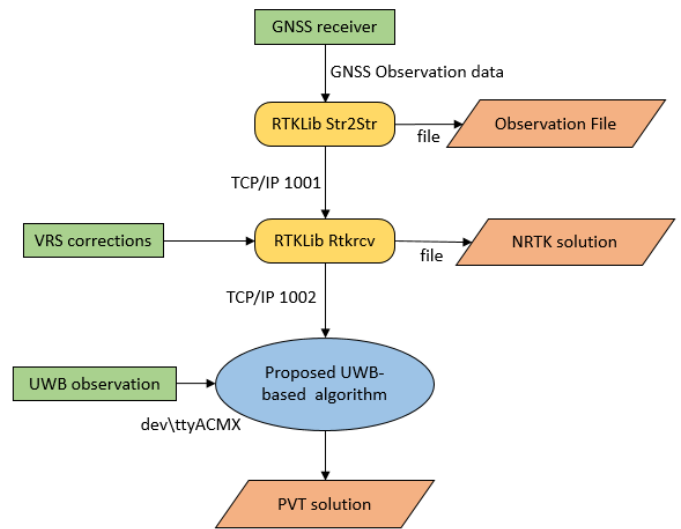 GNSS receiver
GNSS Observation data
RTKLib Str2Str
file
Observation File
TCP/IP 1001
VRS corrections
RTKLib Rtkrcv
file
NRTK solution
TCP/IP 1002
UWB observation
Proposed UWB-
based algorithm
dev\ttyACMX
PVT solution